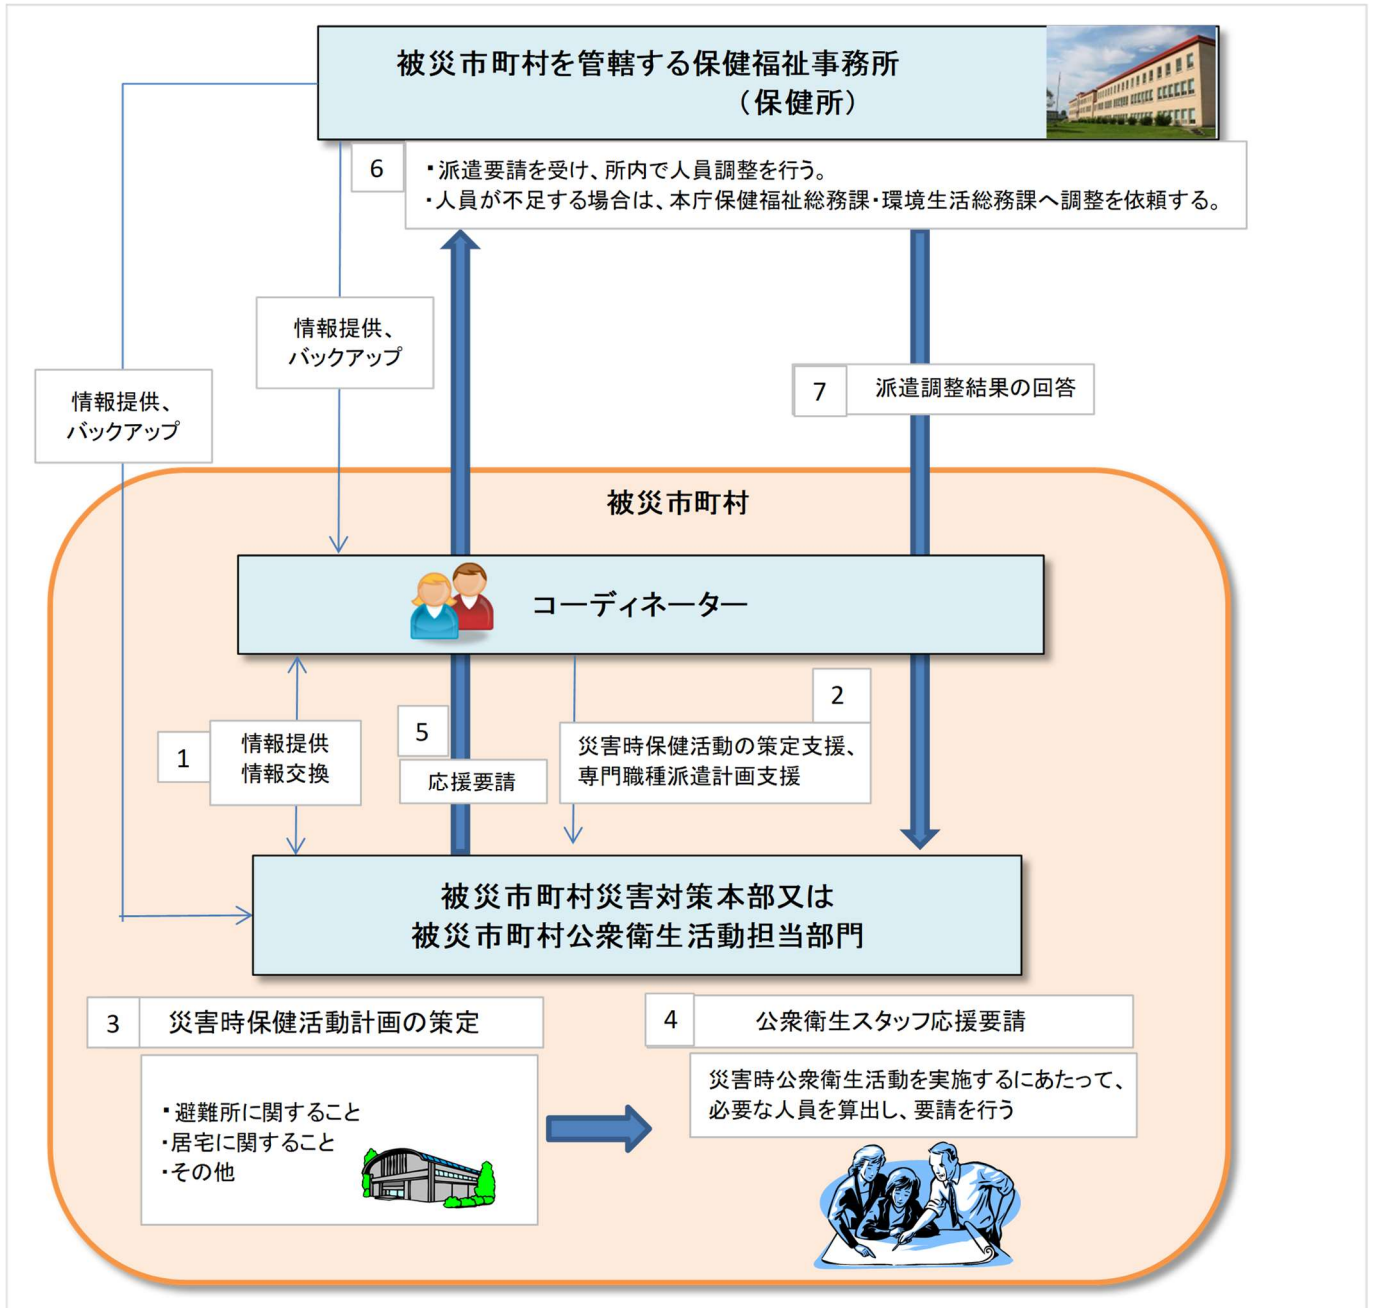 被災市町村を管轄する保健福祉事務所
（保健所）
6
・派遣要請を受け、所内で人員調整を行う。
・人員が不足する場合は、本庁保健福祉総務課・環境生活総務課へ調整を依頼する。
情報提供、
バックアップ
情報提供、
バックアップ
7
派遣調整結果の回答
被災市町村
コーディネーター
1
情報提供
情報交換
5
応援要請
2
災害時保健活動の策定支援、
専門職種派遣計画支援
被災市町村災害対策本部又は
被災市町村公衆衛生活動担当部門
3
災害時保健活動計画の策定
・避難所に関すること
・居宅に関すること
・その他
4
公衆衛生スタッフ応援要請
災害時公衆衛生活動を実施するにあたって、
必要な人員を算出し、要請を行う